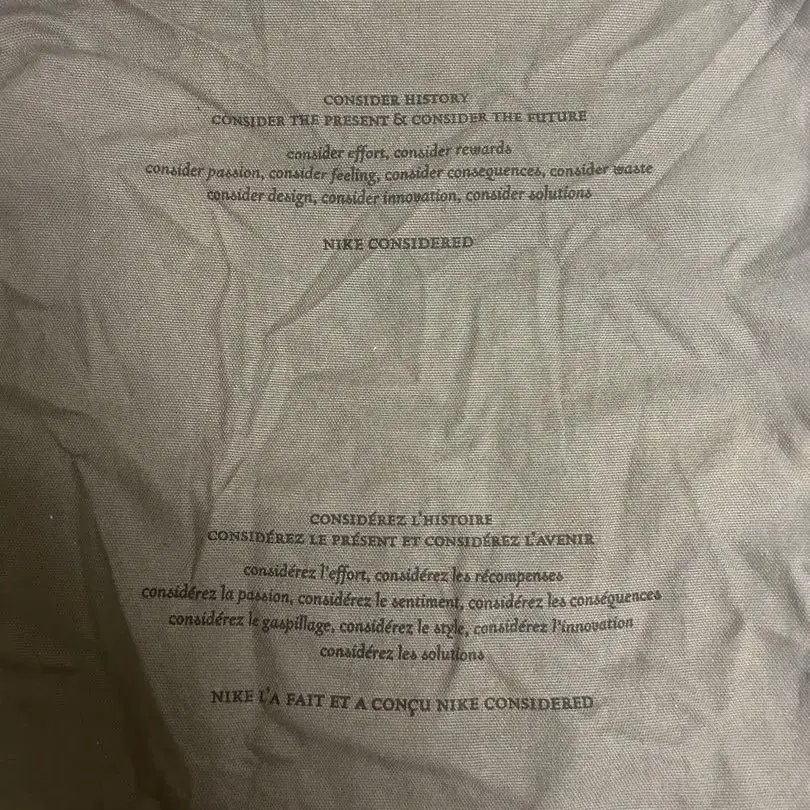 CONSIDER HISTORY
CONSIDER THE PRESENT & CONSIDER THE FUTURE
consider effort, consider rewards
consider passion, consider feeling, consider consequences, consider waste
consider design, consider innovation, consider solutions
NIKE CONSIDERED
CONSIDÉREZ L'HISTOIRE
CONSIDÉREZ LE PRÉSENT ET CONSIDÉREZ L'AVENIR
considérez l'effort, considérez les récompenses
considérez la passion, considérez le sentiment, considérez les conséquences
considérez le gaspillage, considérez le style, considérez l'innovation
considérez les solutions
NIKE L'A FAIT ET A CONÇU NIKE CONSIDERED